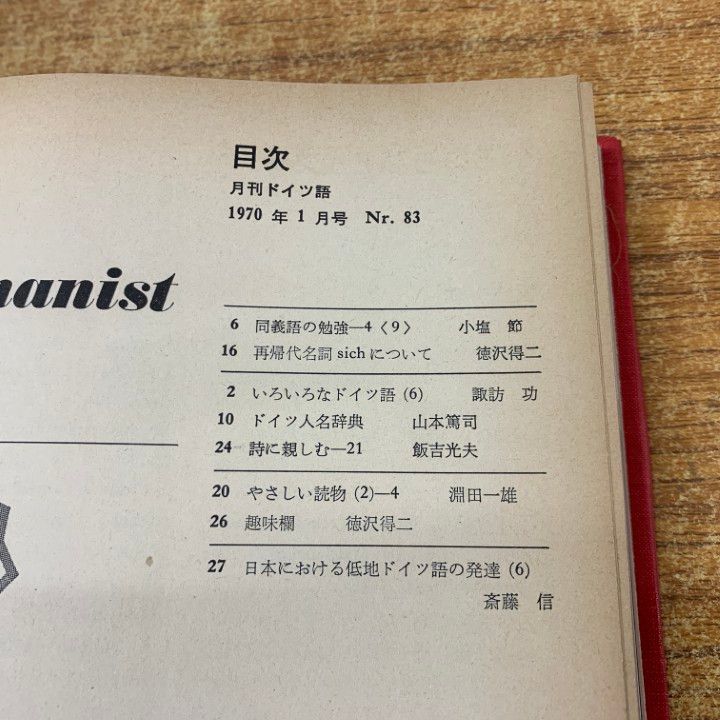 目次
月刊ドイツ語
1970年1月号 Nr. 83
manist
6 同義語の勉強—4〈9〉 小塩 節
16 再帰代名詞 sich について 徳沢得二
2 いろいろなドイツ語 (6) 諏訪 功
10 ドイツ人名辞典 山本篤司
24 詩に親しむ—21 飯吉光夫
20 やさしい読物 (2)—4 淵田一雄
26 趣味欄 徳沢得二
27 日本における低地ドイツ語の発達 (6)
斎藤 信